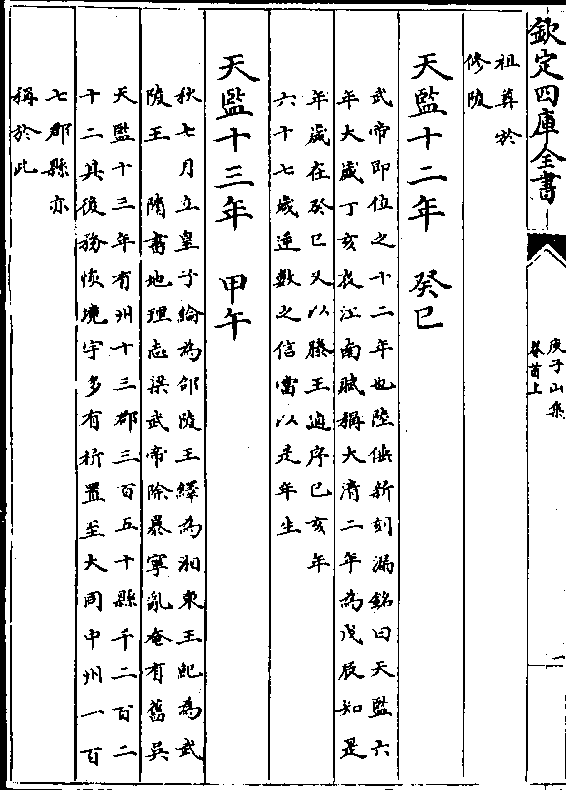 欽定四庫全書
庾子山集
卷首上
一
祖葬於
修陵
天監十二年　癸巳
武帝即位之十二年也陸倕新刻漏銘曰天監六
年大歲丁亥哀江南賦稱大清二年為戊辰知是
年歲在癸巳又以滕王逌序巳亥年
六十七歲逆數之信當以是年生
天監十三年　甲午
秋七月立皇子綸為邵陵王繹為湘東王紀為武
陵王　隋書地理志梁武帝除暴寧亂奄有舊吳
天監十三年有州十三郡三百五十縣千二百二
十二其後務恢境宇多有析置至大同中州一百
七郡縣亦
稱於此